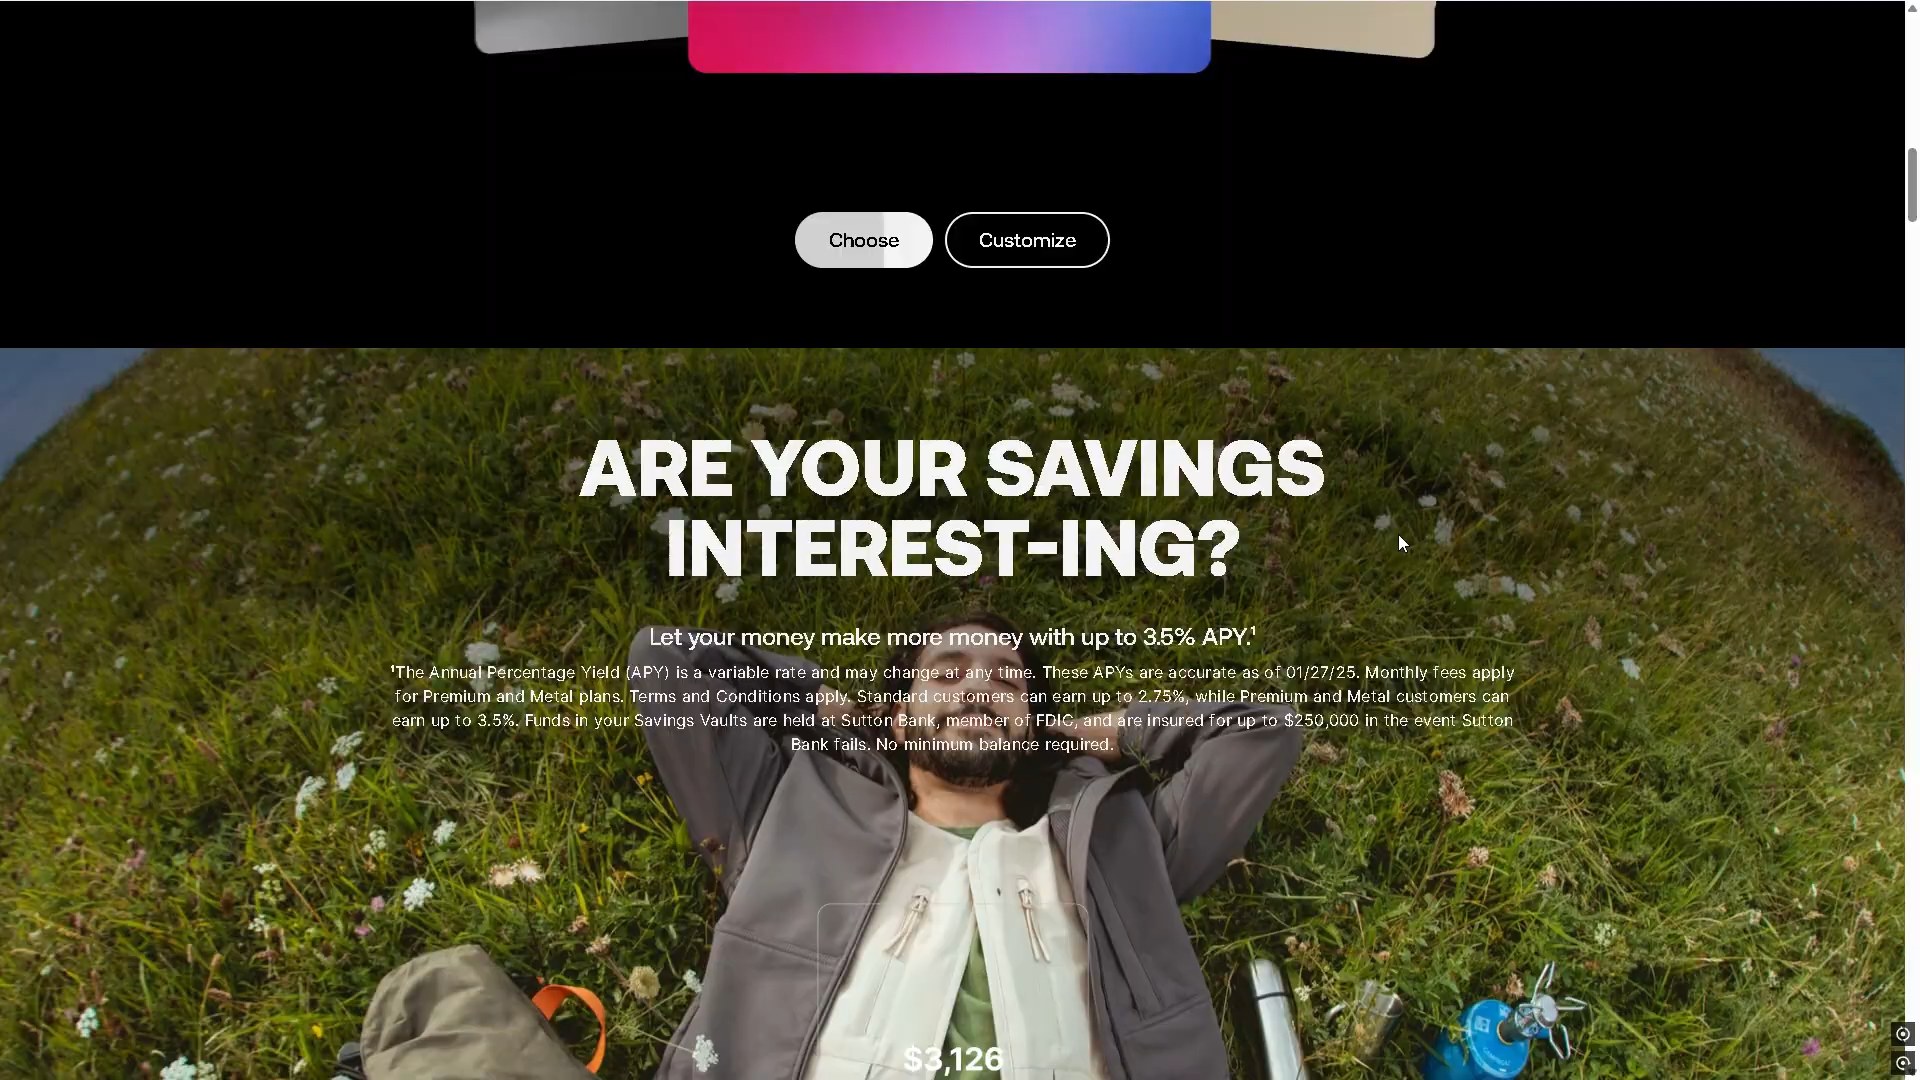 Choose
Customize
ARE YOUR SAVINGS
INTEREST-ING?
Let your money make more money with up to 3.5% APY.¹
¹The Annual Percentage Yield (APY) is a variable rate and may change at any time. These APYs are accurate as of 01/27/25. Monthly fees apply
for Premium and Metal plans. Terms and Conditions apply. Standard customers can earn up to 2.75%, while Premium and Metal customers can
earn up to 3.5%. Funds in your Savings Vaults are held at Sutton Bank, member of FDIC, and are insured for up to $250,000 in the event Sutton
Bank fails. No minimum balance required.
$3,126